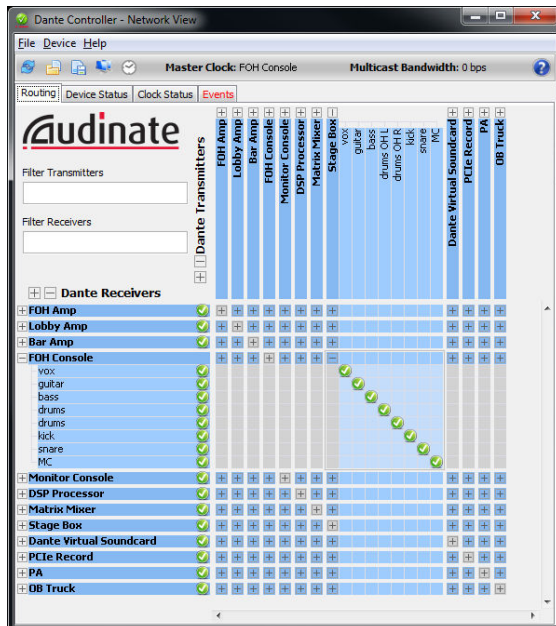 Dante Controller - Network View
File Device Help
Master Clock: FOH Console Multicast Bandwidth: 0 bps
Routing Device Status Clock Status Events
Audinate
Filter Transmitters
Filter Receivers
Dante Transmitters
FOH Amp
Lobby Amp
Bar Amp
FOH Console
Monitor Console
DSP Processor
Matrix Mixer
Stage Box
vox
guitar
bass
drums OH L
drums OH R
kick
snare
MC
Dante Virtual Soundcard
PCIe Record
PA
OB Truck
Dante Receivers
FOH Amp
Lobby Amp
Bar Amp
FOH Console
vox
guitar
bass
drums
drums
kick
snare
MC
Monitor Console
DSP Processor
Matrix Mixer
Stage Box
Dante Virtual Soundcard
PCIe Record
PA
OB Truck